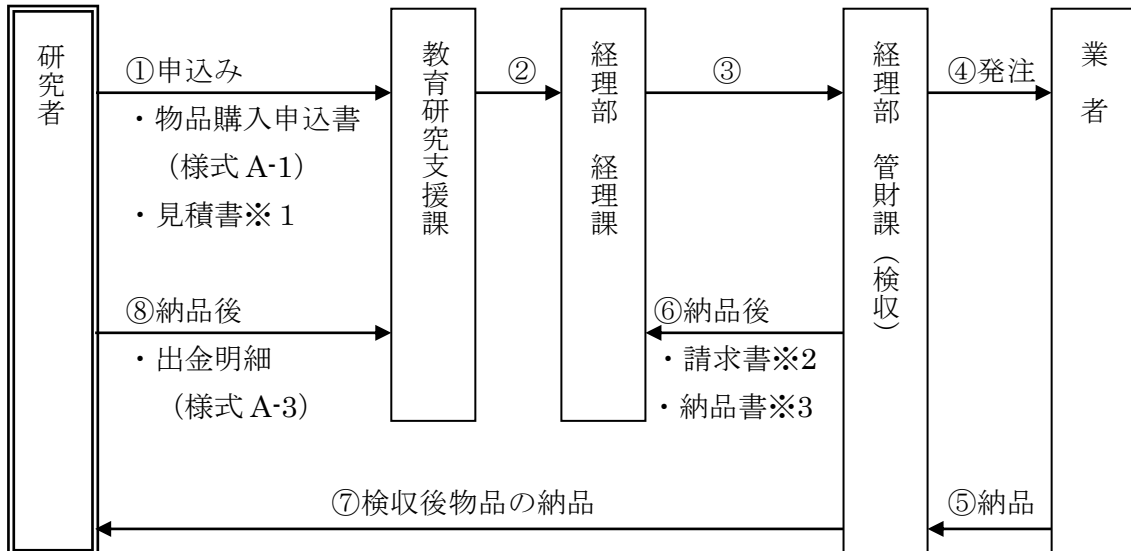 研究者
①申込み
・物品購入申込書
（様式 A-1）
・見積書※１
⑧納品後
・出金明細
（様式 A-3）
教育研究支援課
②
経理部 経理課
③
⑥納品後
・請求書※2
・納品書※3
経理部 管財課（検収）
④発注
業 者
⑦検収後物品の納品
⑤納品